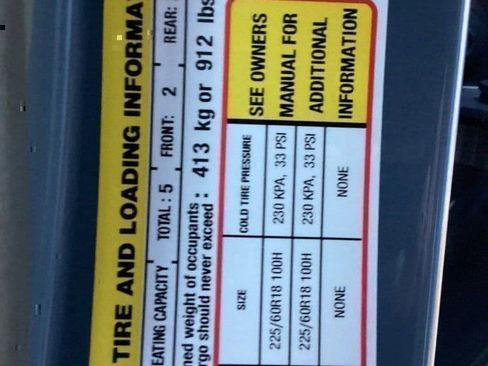 TIRE AND LOADING INFORMA
EATING CAPACITY TOTAL: 5 FRONT: 2 REAR:
ned weight of occupants
rgo should never exceed : 413 kg or 912 lbs
SIZE COLD TIRE PRESSURE
225/60R18 100H 230 KPA, 33 PSI
225/60R18 100H 230 KPA, 33 PSI
NONE NONE
SEE OWNERS
MANUAL FOR
ADDITIONAL
INFORMATION